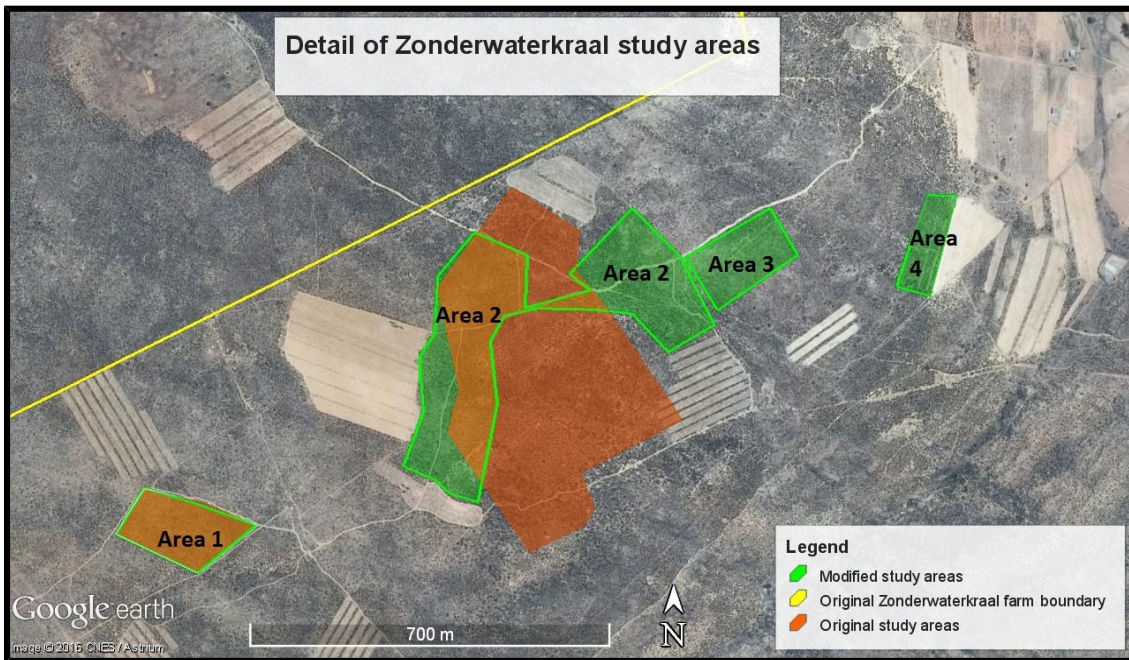 Detail of Zonderwaterkraal study areas
Area 2
Area 3
Area
4
Area 2
Area 1
Legend
Modified study areas
Original Zonderwaterkraal farm boundary
Original study areas
Google earth
700 m
N
Image © 2016 CNES / Astrium